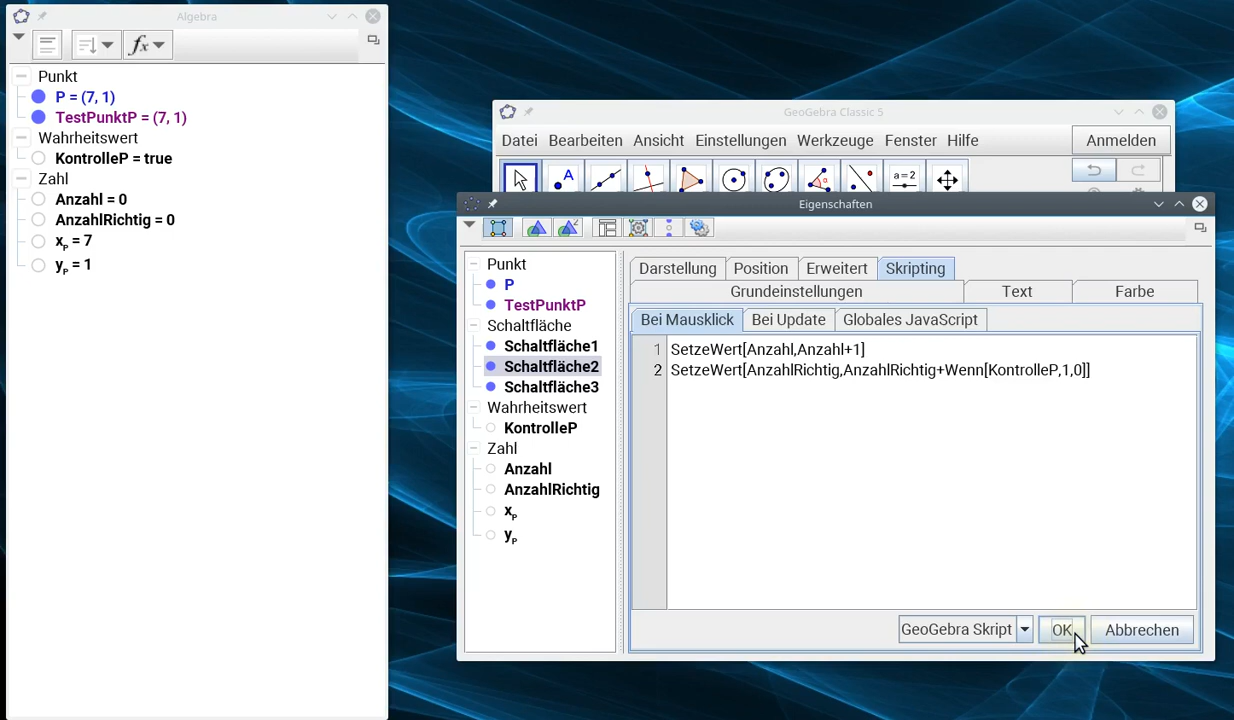 Algebra
fx
Punkt
P = (7, 1)
TestPunktP = (7, 1)
Wahrheitswert
KontrolleP = true
Zahl
Anzahl = 0
AnzahlRichtig = 0
xP = 7
yP = 1
GeoGebra Classic 5
Datei Bearbeiten Ansicht Einstellungen Werkzeuge Fenster Hilfe Anmelden
A
α
a=2
Eigenschaften
2
Punkt
P
TestPunktP
Schaltfläche
Schaltfläche1
Schaltfläche2
Schaltfläche3
Wahrheitswert
KontrolleP
Zahl
Anzahl
AnzahlRichtig
xP
yP
Darstellung Position Erweitert Skripting
Grundeinstellungen Text Farbe
Bei Mausklick Bei Update Globales JavaScript
1 SetzeWert[Anzahl,Anzahl+1]
2 SetzeWert[AnzahlRichtig,AnzahlRichtig+Wenn[KontrolleP,1,0]]
GeoGebra Skript OK Abbrechen